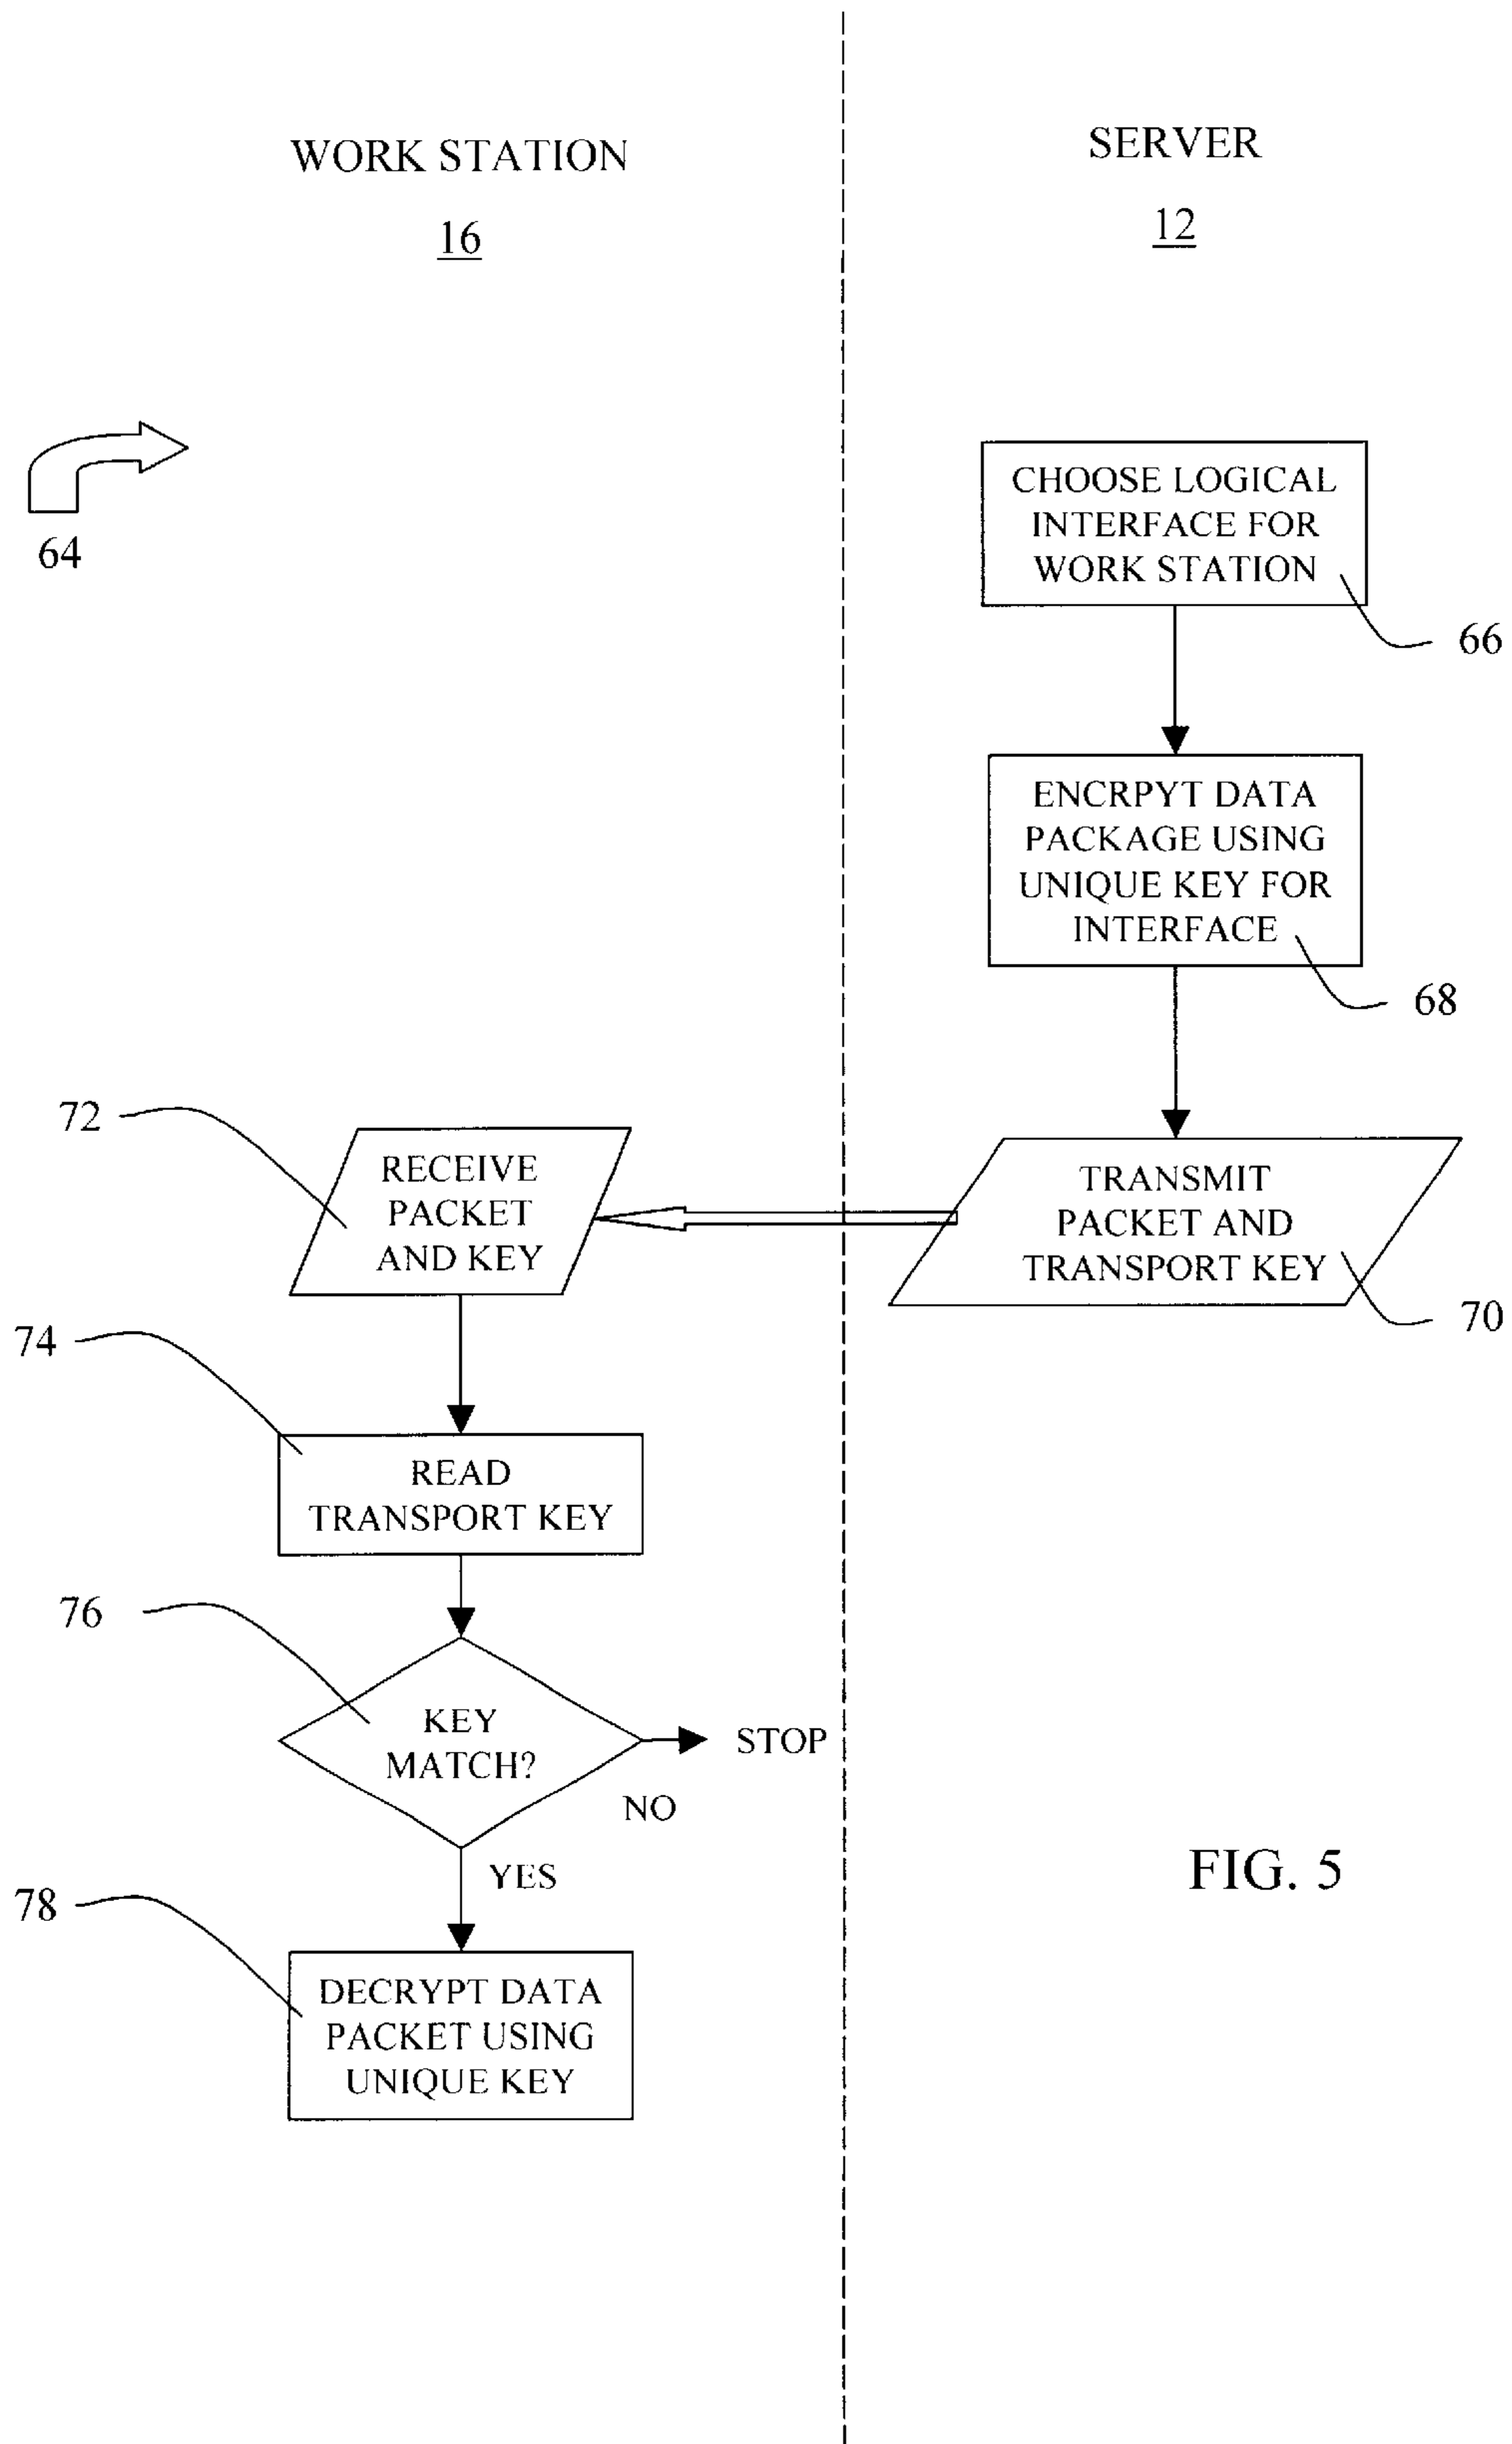 WORK STATION
16
SERVER
12
64
CHOOSE LOGICAL
INTERFACE FOR
WORK STATION
66
ENCRPYT DATA
PACKAGE USING
UNIQUE KEY FOR
INTERFACE
68
TRANSMIT
PACKET AND
TRANSPORT KEY
70
72
RECEIVE
PACKET
AND KEY
74
READ
TRANSPORT KEY
76
KEY
MATCH?
STOP
NO
YES
78
DECRYPT DATA
PACKET USING
UNIQUE KEY
FIG. 5